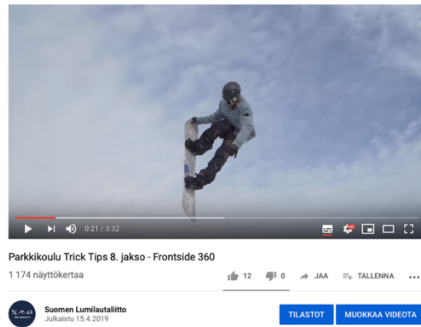 0:21 / 3:32
Parkkikoulu Trick Tips 8. jakso - Frontside 360
1 174 näyttökertaa
12
0
JAA
TALLENNA
Suomen Lumilautaliitto
Julkaistu 15.4.2019
TILASTOT
MUOKKAA VIDEOTA